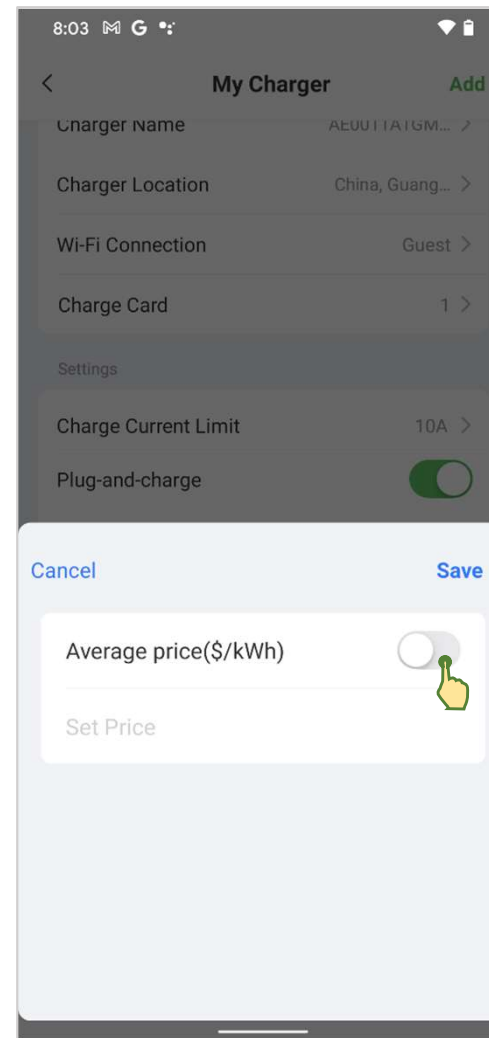 8:03 M G
My Charger Add
Charger Name
Charger Location China, Guang...
Wi-Fi Connection Guest
Charge Card 1
Settings
Charge Current Limit 10A
Plug-and-charge
Cancel Save
Average price($/kWh)
Set Price